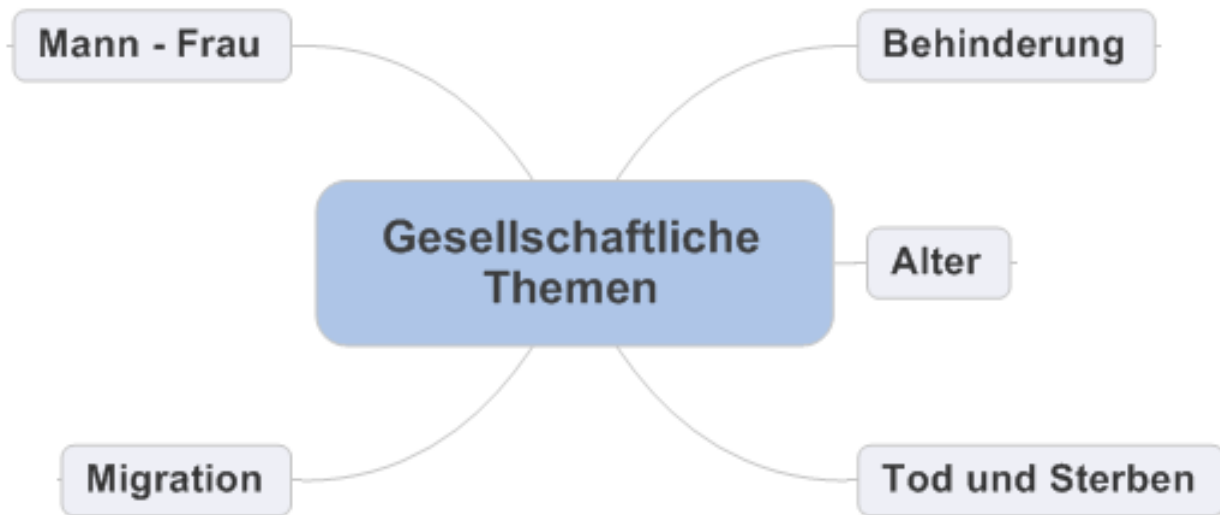 Mann - Frau
Behinderung
Gesellschaftliche
Themen
Alter
Migration
Tod und Sterben